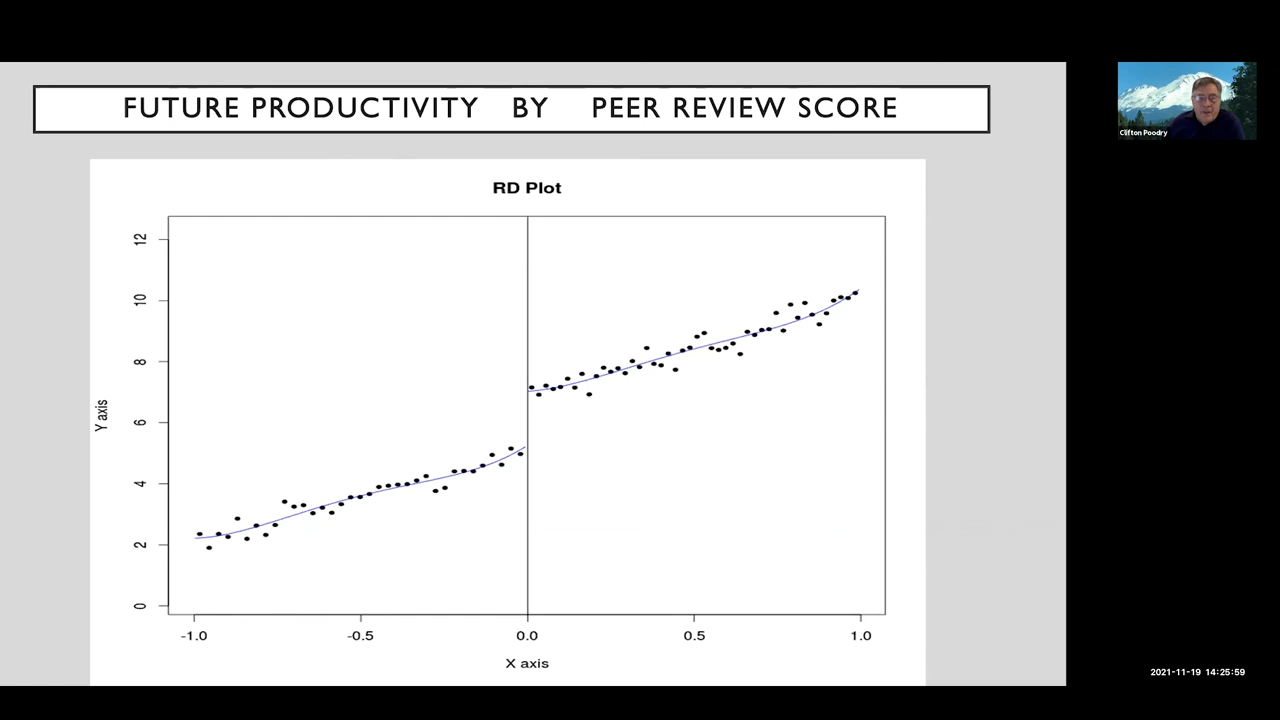 FUTURE PRODUCTIVITY BY PEER REVIEW SCORE
Clifton Poodry
RD Plot
12
10
8
6
4
2
0
Y axis
-1.0 -0.5 0.0 0.5 1.0
X axis
2021-11-19 14:25:59